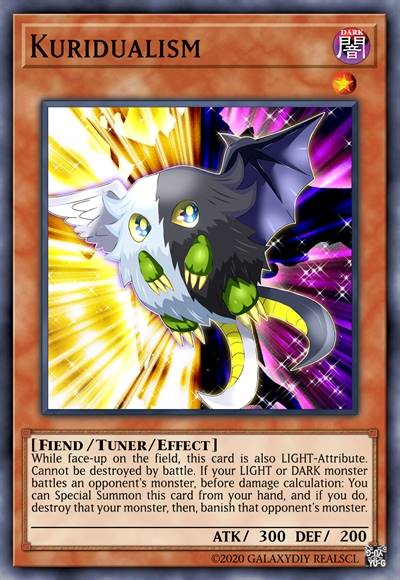 KURIDUALISM
DARK
闇
[FIEND /TUNER/EFFECT]
While face-up on the field, this card is also LIGHT-Attribute.
Cannot be destroyed by battle. If your LIGHT or DARK monster
battles an opponent's monster, before damage calculation: You
can Special Summon this card from your hand, and if you do,
destroy that your monster, then, banish that opponent's monster.
ATK/ 300 DEF/ 200
©2020 GALAXYDIY REALSCL